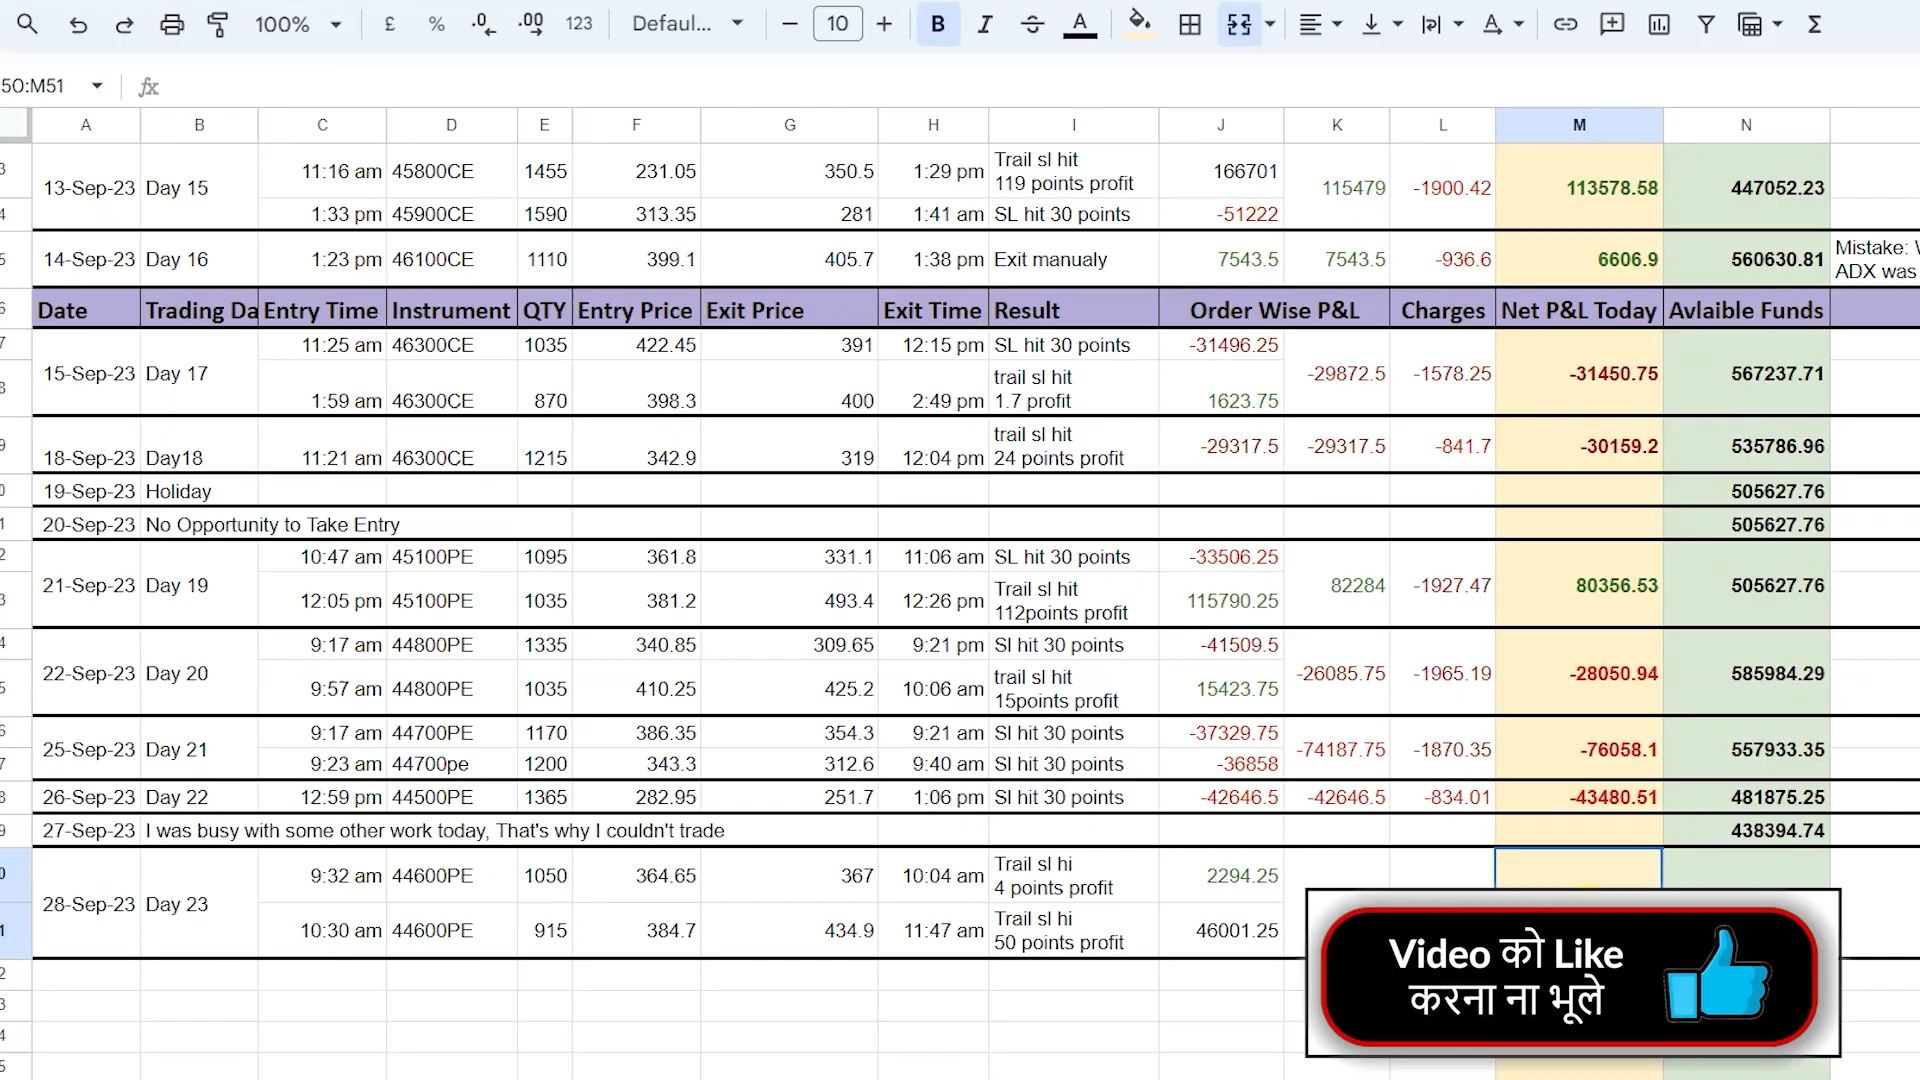 100% £ % .0 .00 123 Defaul... 10 B I A Σ
50:M51 fx
A B C D E F G H I J K L M N
13-Sep-23 Day 15 11:16 am 45800CE 1455 231.05 350.5 1:29 pm Trail sl hit 119 points profit 166701 115479 -1900.42 113578.58 447052.23
1:33 pm 45900CE 1590 313.35 281 1:41 am SL hit 30 points -51222
14-Sep-23 Day 16 1:23 pm 46100CE 1110 399.1 405.7 1:38 pm Exit manualy 7543.5 7543.5 -936.6 6606.9 560630.81 Mistake: ADX was
Date Trading Da Entry Time Instrument QTY Entry Price Exit Price Exit Time Result Order Wise P&L Charges Net P&L Today Avlaible Funds
15-Sep-23 Day 17 11:25 am 46300CE 1035 422.45 391 12:15 pm SL hit 30 points -31496.25 -29872.5 -1578.25 -31450.75 567237.71
1:59 am 46300CE 870 398.3 400 2:49 pm trail sl hit 1.7 profit 1623.75
18-Sep-23 Day18 11:21 am 46300CE 1215 342.9 319 12:04 pm trail sl hit 24 points profit -29317.5 -29317.5 -841.7 -30159.2 535786.96
19-Sep-23 Holiday 505627.76
20-Sep-23 No Opportunity to Take Entry 505627.76
21-Sep-23 Day 19 10:47 am 45100PE 1095 361.8 331.1 11:06 am SL hit 30 points -33506.25 82284 -1927.47 80356.53 505627.76
12:05 pm 45100PE 1035 381.2 493.4 12:26 pm Trail sl hit 112points profit 115790.25
22-Sep-23 Day 20 9:17 am 44800PE 1335 340.85 309.65 9:21 pm Sl hit 30 points -41509.5 -26085.75 -1965.19 -28050.94 585984.29
9:57 am 44800PE 1035 410.25 425.2 10:06 am trail sl hit 15points profit 15423.75
25-Sep-23 Day 21 9:17 am 44700PE 1170 386.35 354.3 9:21 am Sl hit 30 points -37329.75 -74187.75 -1870.35 -76058.1 557933.35
9:23 am 44700pe 1200 343.3 312.6 9:40 am Sl hit 30 points -36858
26-Sep-23 Day 22 12:59 pm 44500PE 1365 282.95 251.7 1:06 pm Sl hit 30 points -42646.5 -42646.5 -834.01 -43480.51 481875.25
27-Sep-23 I was busy with some other work today, That's why I couldn't trade 438394.74
28-Sep-23 Day 23 9:32 am 44600PE 1050 364.65 367 10:04 am Trail sl hi 4 points profit 2294.25
10:30 am 44600PE 915 384.7 434.9 11:47 am Trail sl hi 50 points profit 46001.25
Video को Like
करना ना भूले